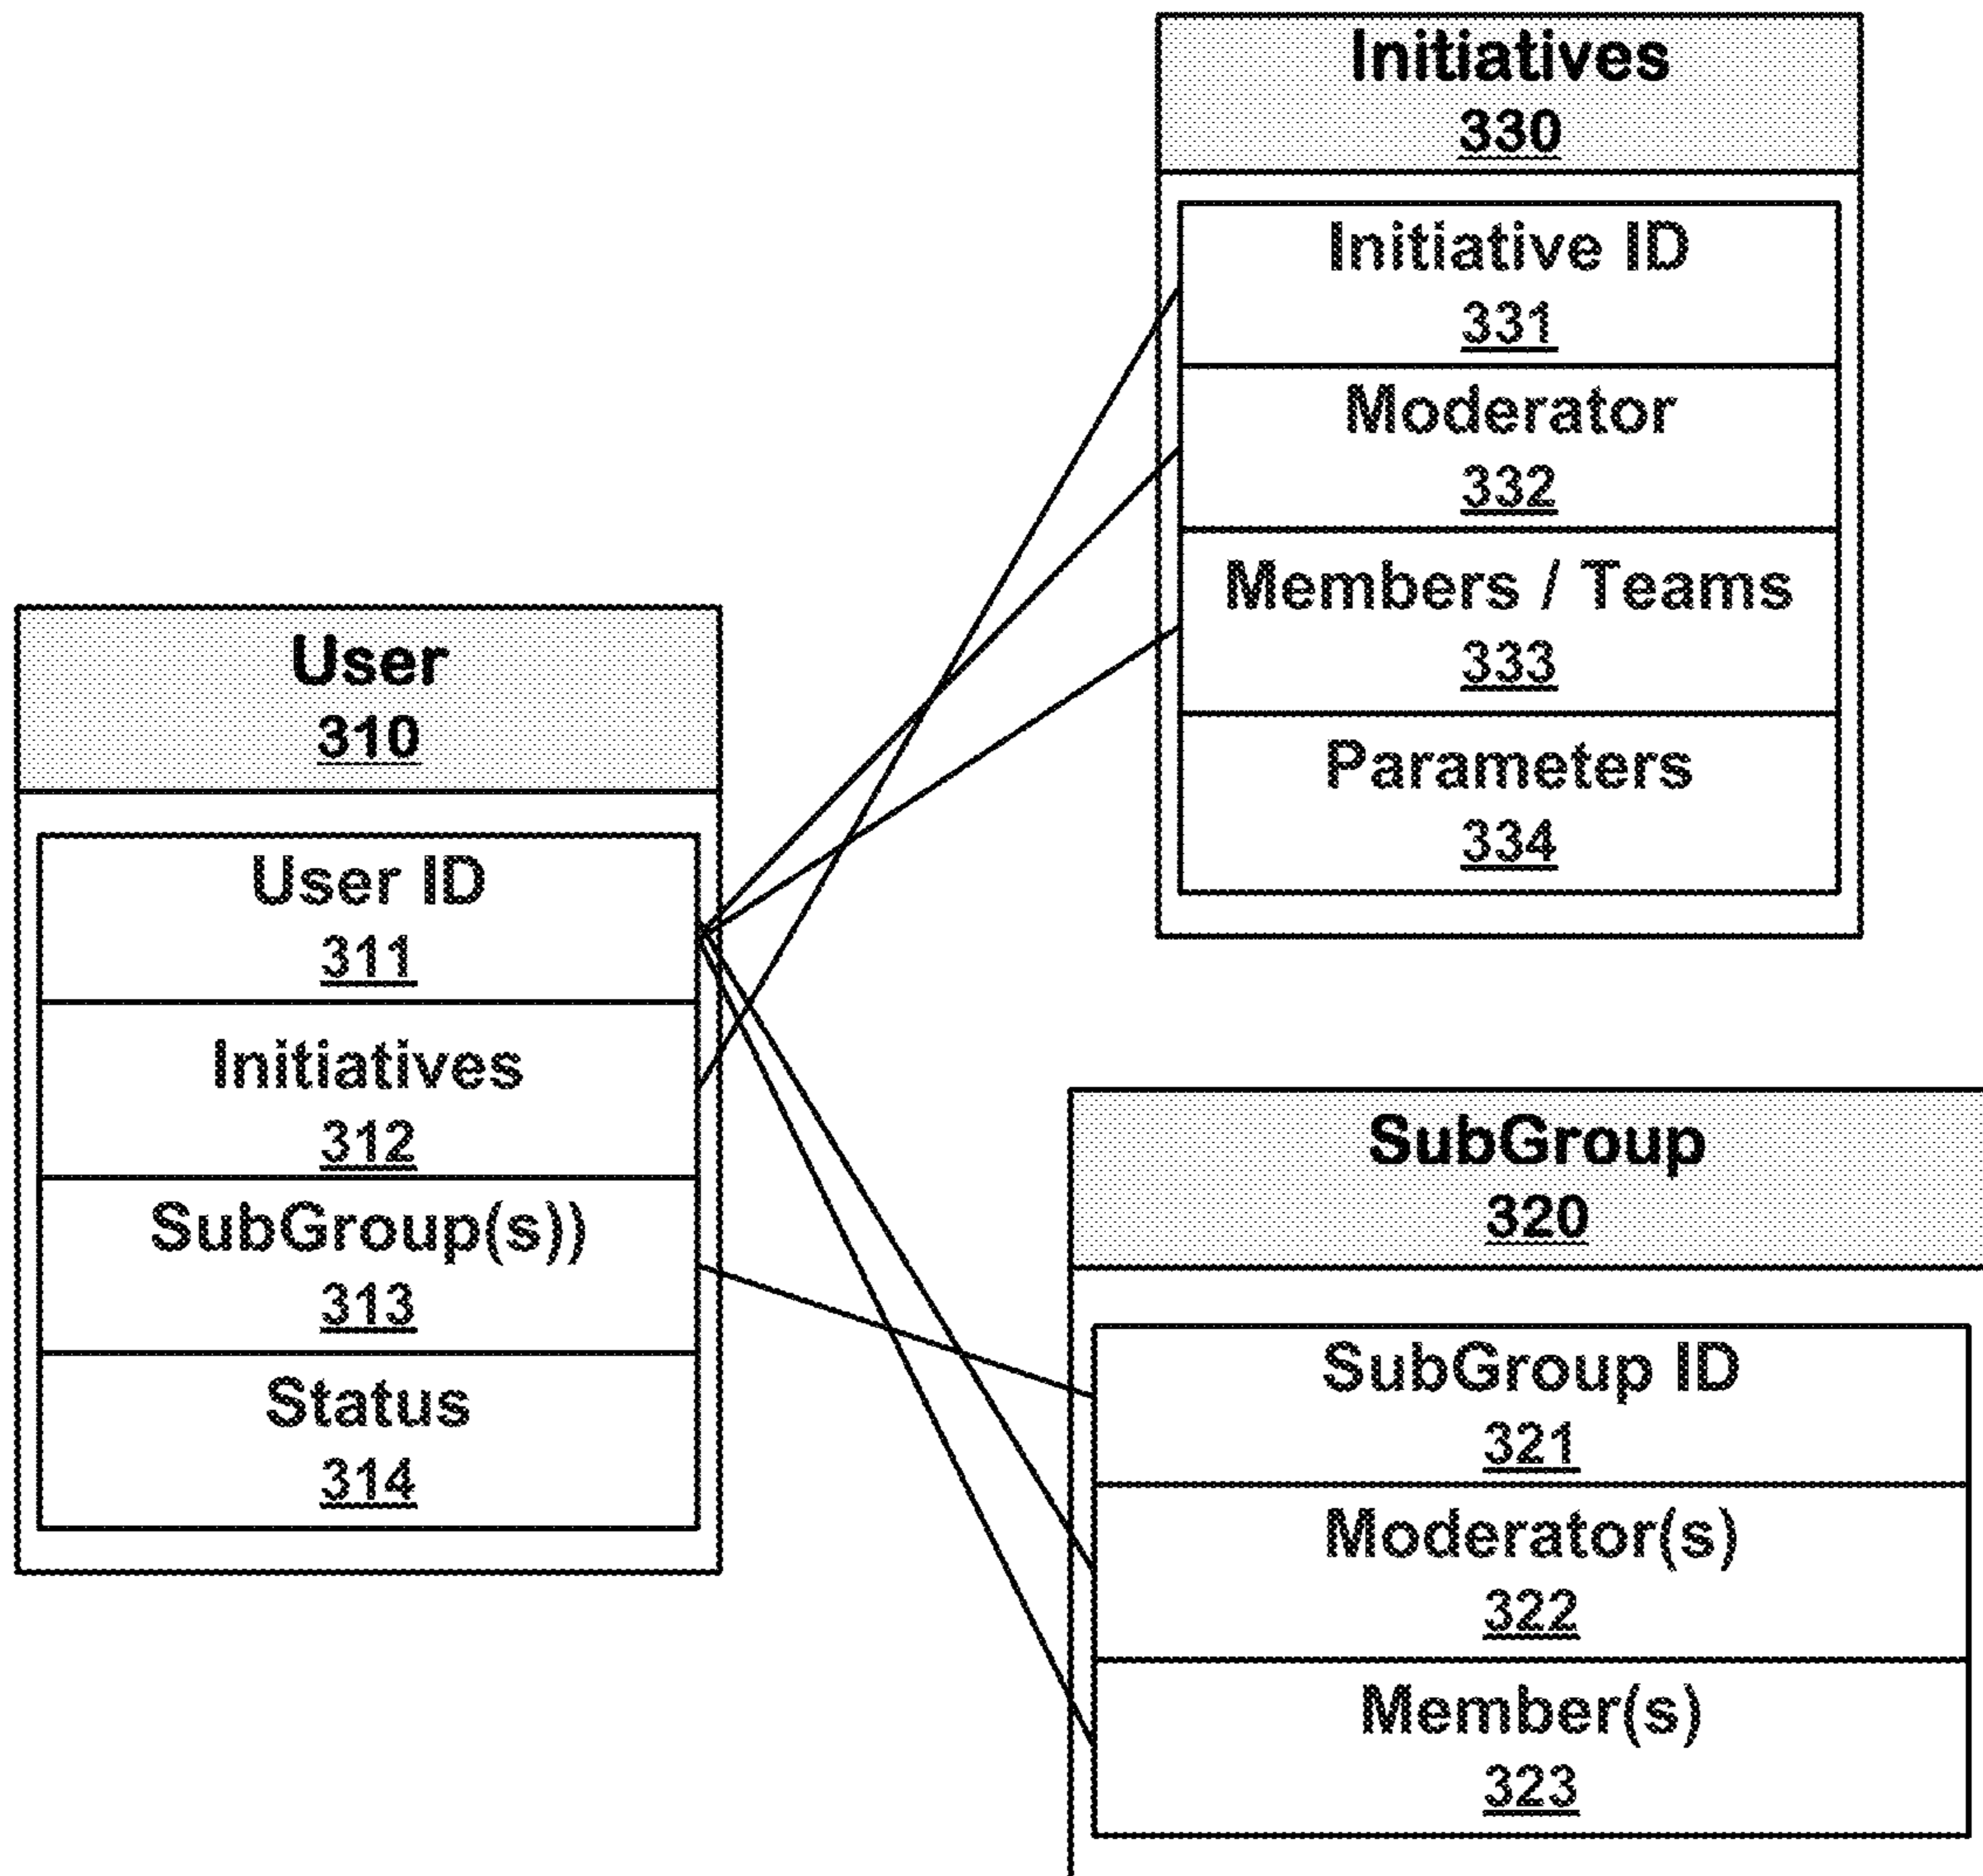 Initiatives
330
Initiative ID
331
Moderator
332
Members / Teams
333
Parameters
334
User
310
User ID
311
Initiatives
312
SubGroup(s))
313
Status
314
SubGroup
320
SubGroup ID
321
Moderator(s)
322
Member(s)
323